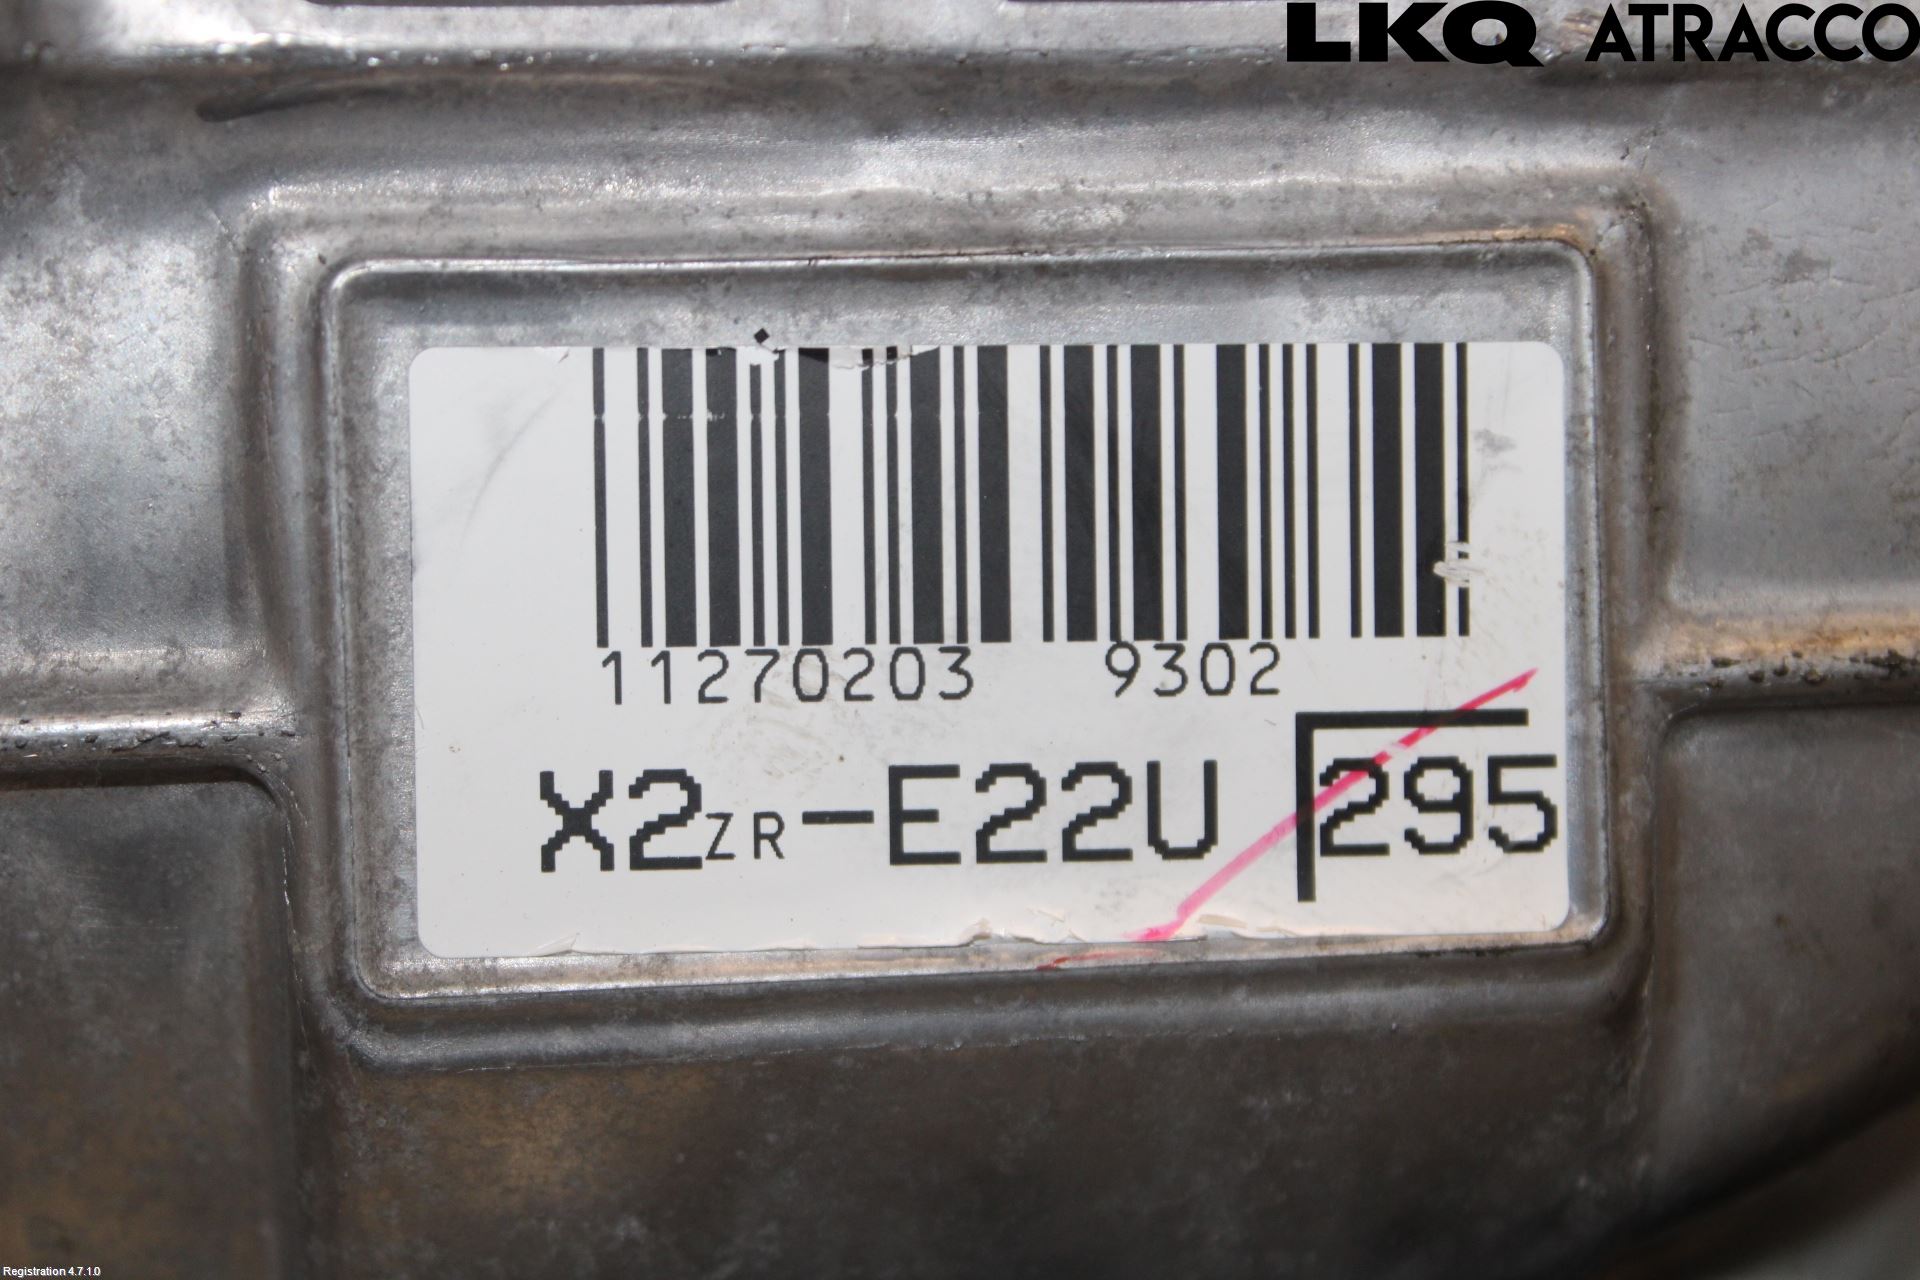 LKQ ATRACCO
11270203 9302
X2ZR-E22U 295
Registration 4.7.1.0